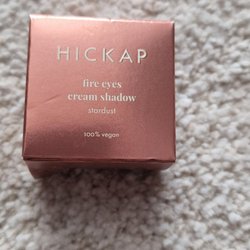 HICKAP
fire eyes
cream shadow
stardust
100% vegan